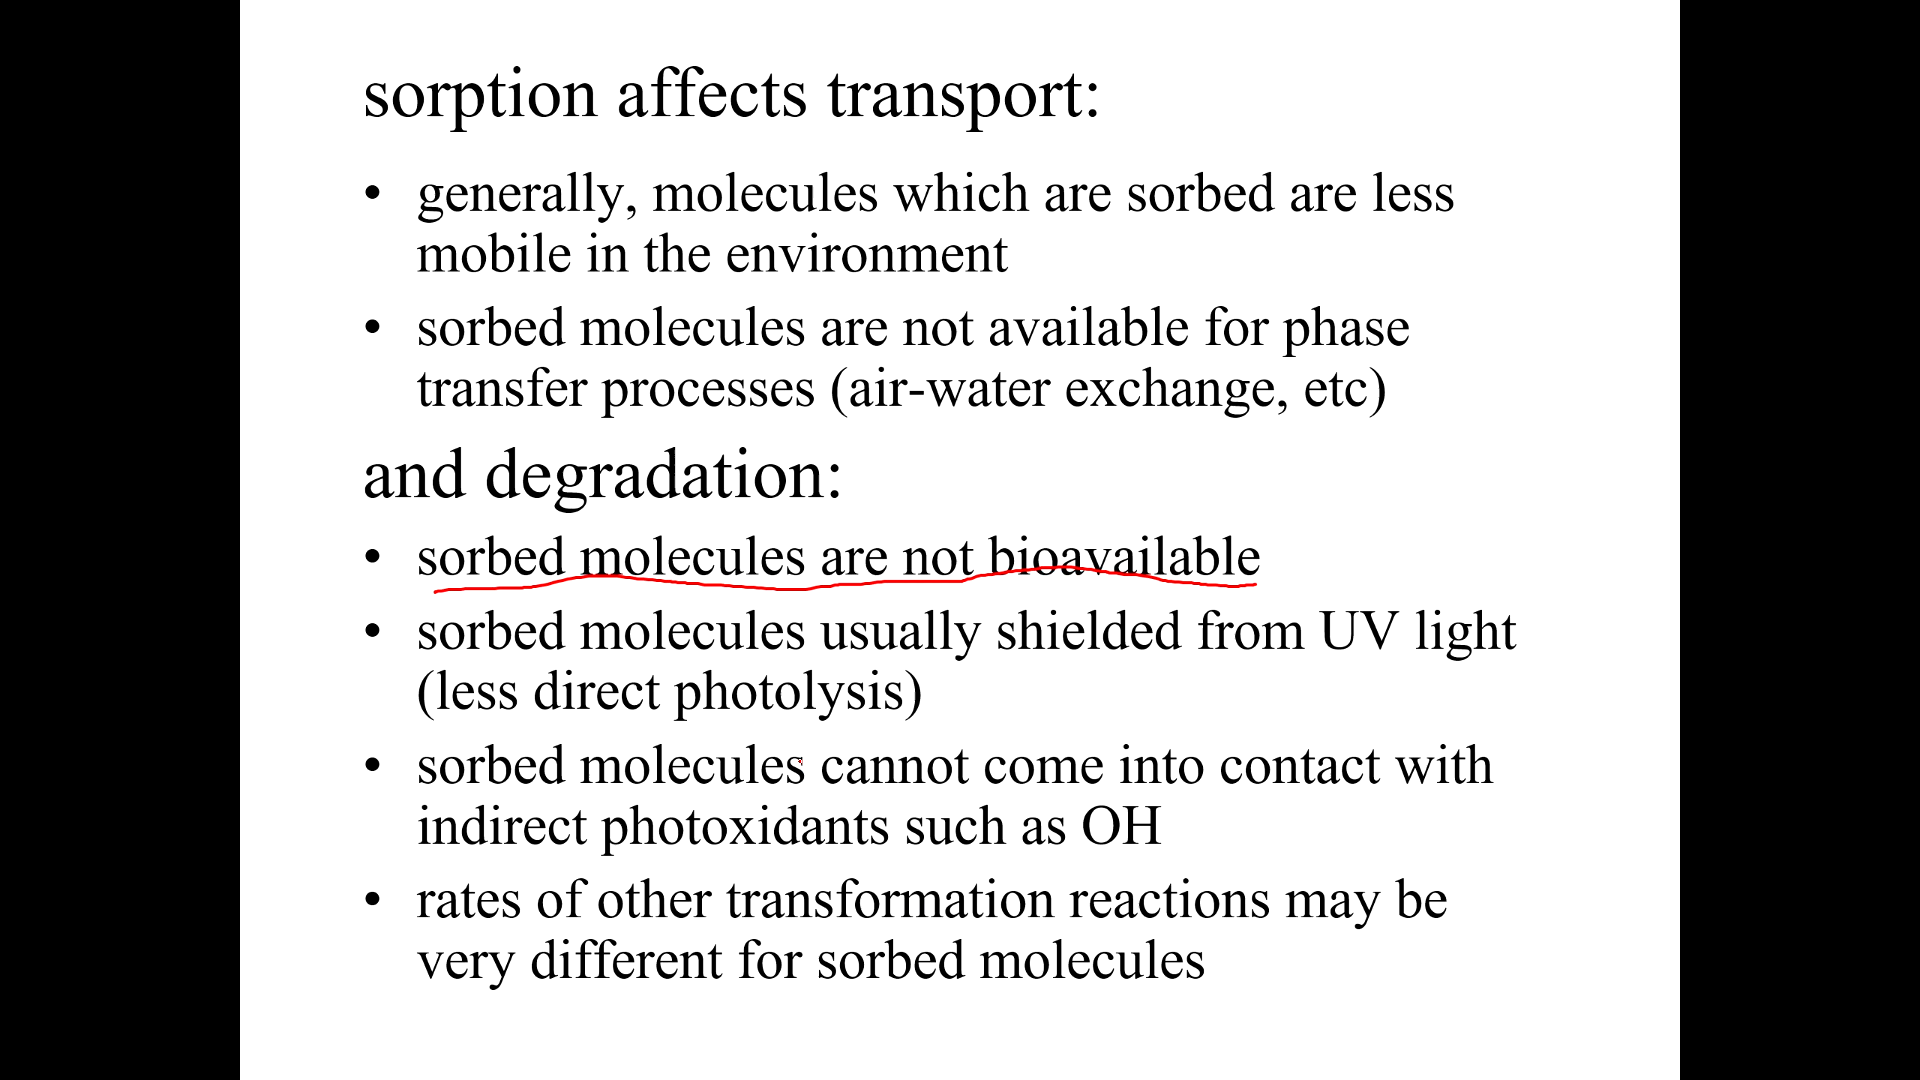 sorption affects transport:
• generally, molecules which are sorbed are less
mobile in the environment
• sorbed molecules are not available for phase
transfer processes (air-water exchange, etc)
and degradation:
• sorbed molecules are not bioavailable
• sorbed molecules usually shielded from UV light
(less direct photolysis)
• sorbed molecules cannot come into contact with
indirect photoxidants such as OH
• rates of other transformation reactions may be
very different for sorbed molecules